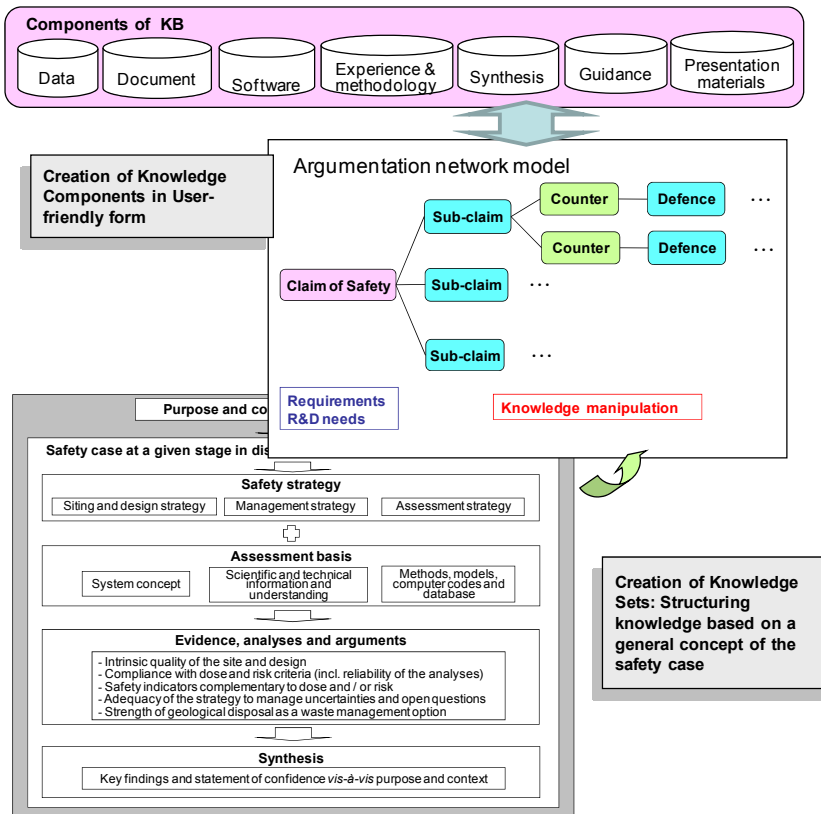 Components of KB
Data
Document
Software
Experience &
methodology
Synthesis
Guidance
Presentation
materials
Creation of Knowledge
Components in User-
friendly form
Argumentation network model
Counter
Defence
...
Sub-claim
Counter
Defence
...
Claim of Safety
Sub-claim
...
Sub-claim
...
Requirements
R&D needs
Knowledge manipulation
Purpose and co
Safety case at a given stage in dis
Safety strategy
Siting and design strategy
Management strategy
Assessment strategy
Assessment basis
System concept
Scientific and technical
information and
understanding
Methods, models,
computer codes and
database
Evidence, analyses and arguments
- Intrinsic quality of the site and design
- Compliance with dose and risk criteria (incl. reliability of the analyses)
- Safety indicators complementary to dose and / or risk
- Adequacy of the strategy to manage uncertainties and open questions
- Strength of geological disposal as a waste management option
Synthesis
Key findings and statement of confidence vis-à-vis purpose and context
Creation of Knowledge
Sets: Structuring
knowledge based on a
general concept of the
safety case